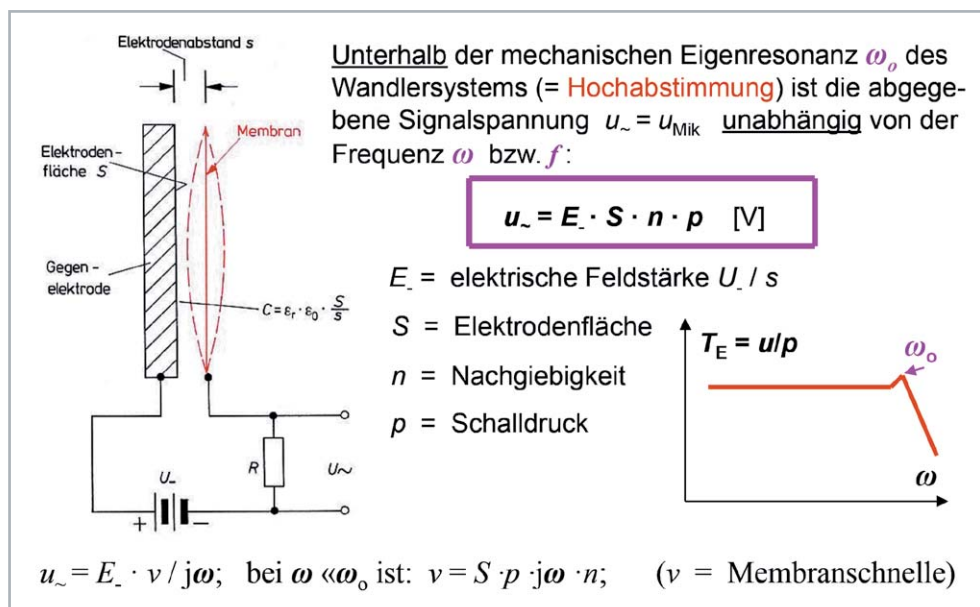 Elektrodenabstand s
Unterhalb der mechanischen Eigenresonanz ωₒ des
Wandlersystems (= Hochabstimmung) ist die abgege-
bene Signalspannung u~ = uMik unabhängig von der
Frequenz ω bzw. f :
Membran
Elektroden-
fläche S
Gegen-
elektrode
C = εr · ε0 · S/s
u~ = E- · S · n · p [V]
E- = elektrische Feldstärke U- / s
S = Elektrodenfläche
n = Nachgiebigkeit
p = Schalldruck
TE = u/p
ωo
ω
R
U~
U-
+ −
u~ = E- · v / jω; bei ω «ωo ist: v = S ·p ·jω · n; (v = Membranschnelle)